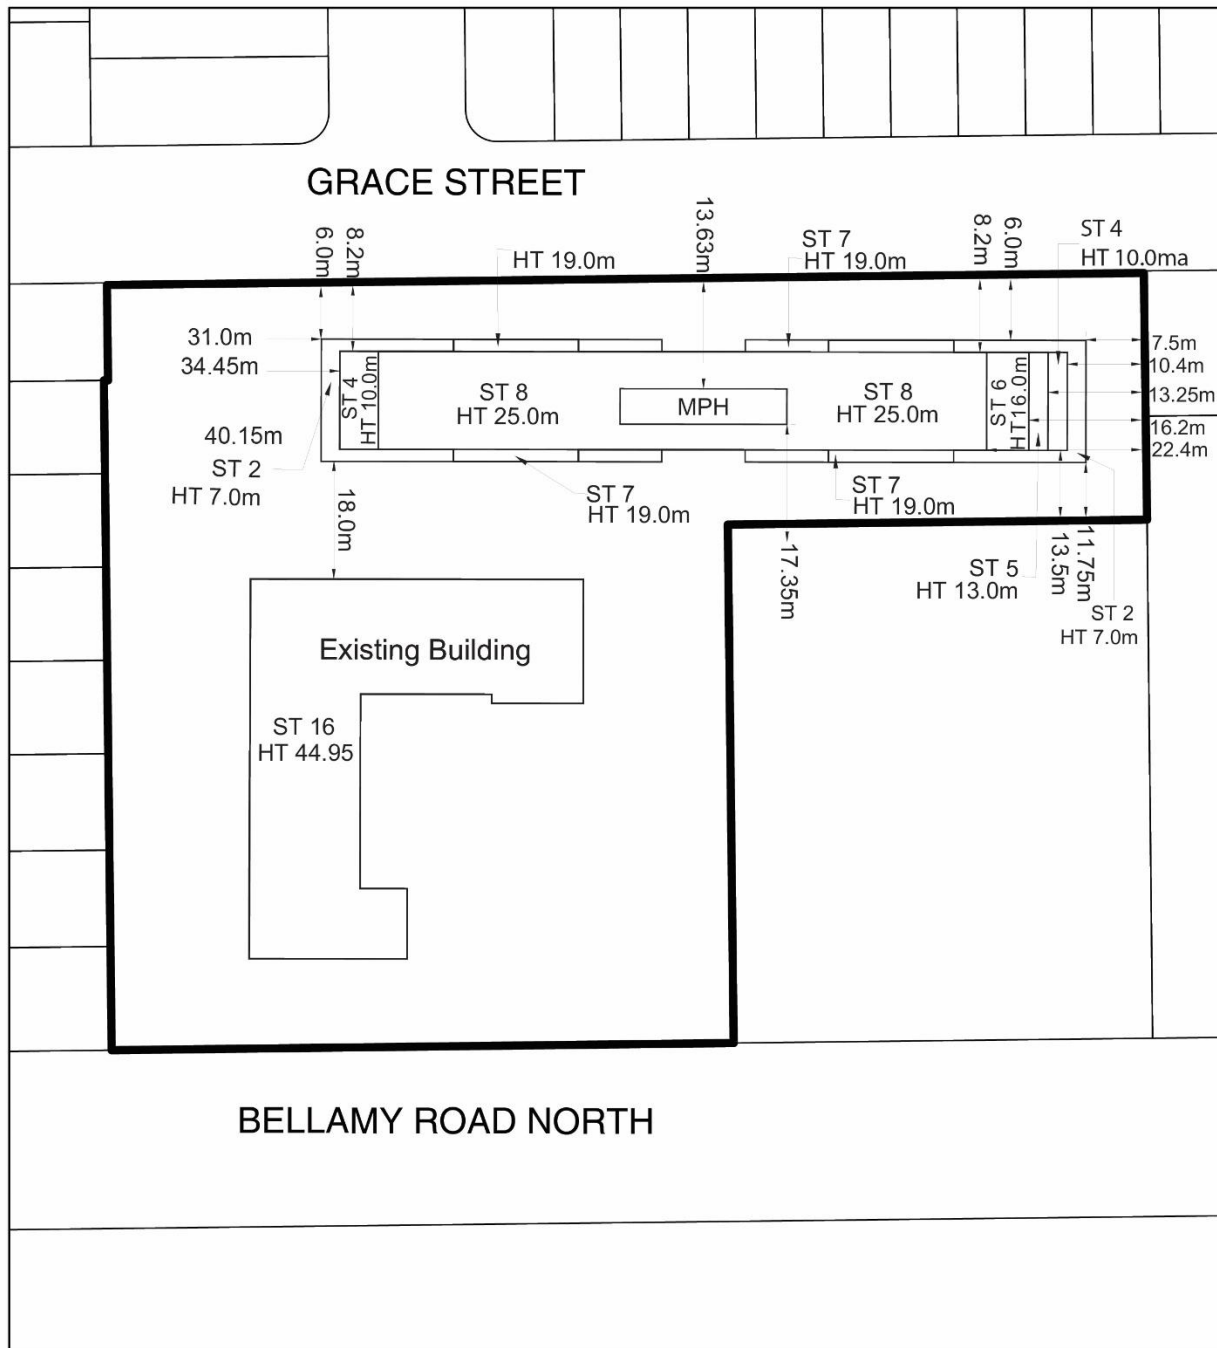 GRACE STREET
6.0m
8.2m
HT 19.0m
13.63m
ST 7
HT 19.0m
8.2m
6.0m
ST 4
HT 10.0ma
31.0m
34.45m
40.15m
ST 2
HT 7.0m
ST 4
HT 10.0m
ST 8
HT 25.0m
MPH
ST 8
HT 25.0m
ST 6
HT 16.0m
7.5m
10.4m
13.25m
16.2m
22.4m
18.0m
ST 7
HT 19.0m
ST 7
HT 19.0m
17.35m
ST 5
HT 13.0m
13.5m
11.75m
ST 2
HT 7.0m
Existing Building
ST 16
HT 44.95
BELLAMY ROAD NORTH